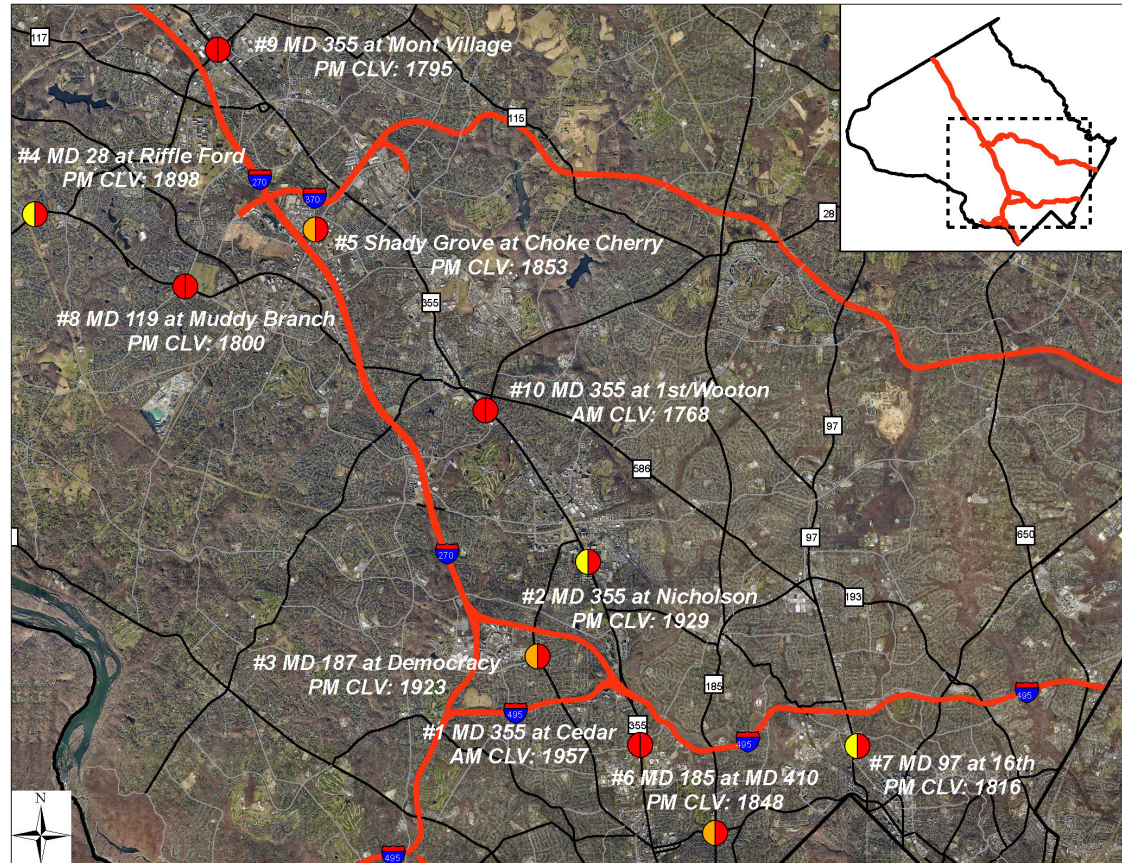 117
#9 MD 355 at Mont Village
PM CLV: 1795
115
#4 MD 28 at Riffle Ford
PM CLV: 1898
270
370
28
#5 Shady Grove at Choke Cherry
PM CLV: 1853
355
#8 MD 119 at Muddy Branch
PM CLV: 1800
#10 MD 355 at 1st/Wooton
AM CLV: 1768
97
586
97
650
270
193
#2 MD 355 at Nicholson
PM CLV: 1929
#3 MD 187 at Democracy
PM CLV: 1923
185
495
495
#1 MD 355 at Cedar
AM CLV: 1957
355
495
#6 MD 185 at MD 410
PM CLV: 1848
#7 MD 97 at 16th
PM CLV: 1816
N
495